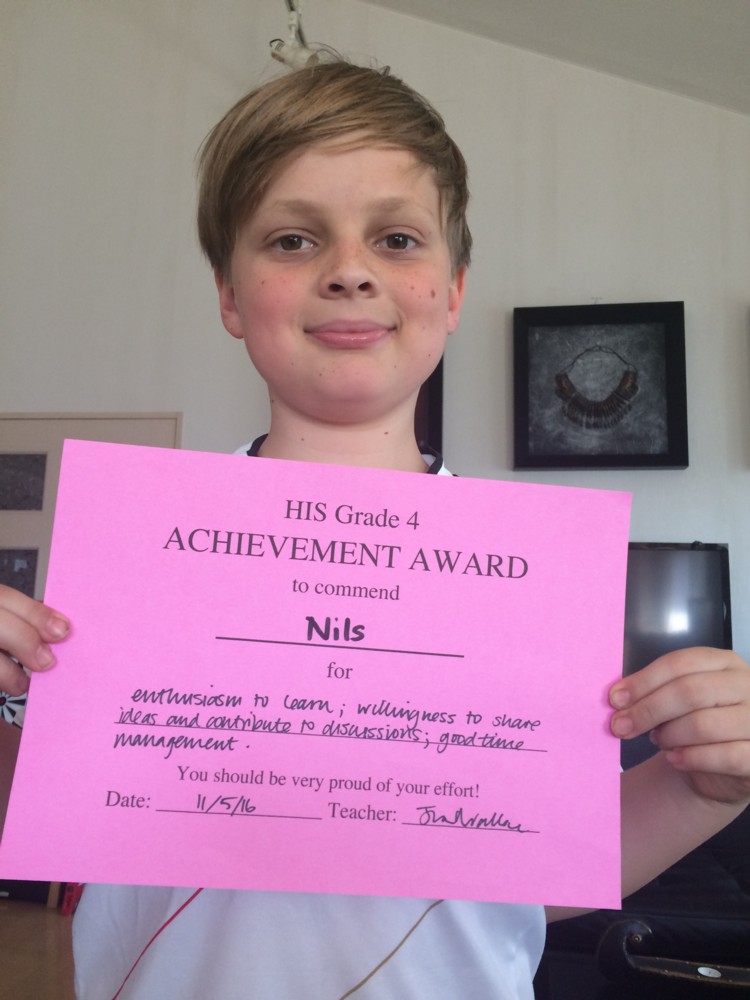 HIS Grade 4
ACHIEVEMENT AWARD
to commend
Nils
for
enthusiasm to learn; willingness to share
ideas and contribute to discussions; good time
management.
You should be very proud of your effort!
Date: 11/5/16 Teacher: